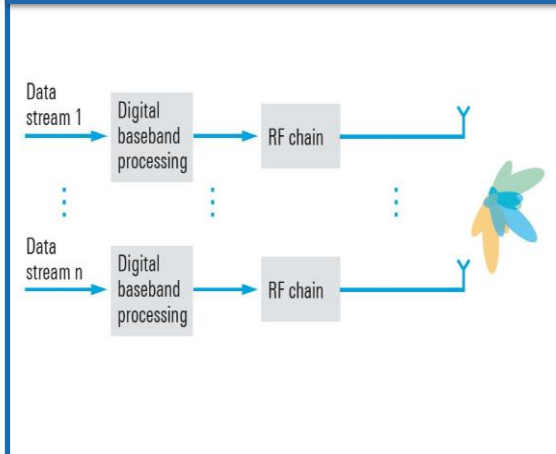 Data
stream 1
Digital
baseband
processing
RF chain
Data
stream n
Digital
baseband
processing
RF chain